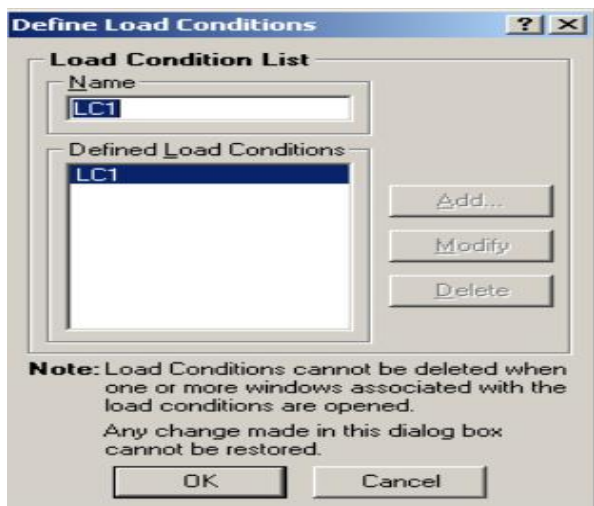 Define Load Conditions
Load Condition List
Name
LC1
Defined Load Conditions
LC1
Add...
Modify
Delete
Note: Load Conditions cannot be deleted when
one or more windows associated with the
load conditions are opened.
Any change made in this dialog box
cannot be restored.
OK
Cancel